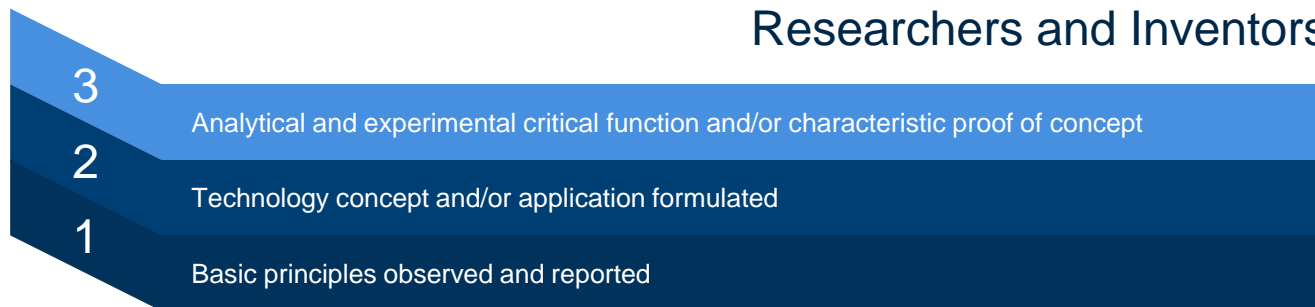 Researchers and Inventors
3
Analytical and experimental critical function and/or characteristic proof of concept
2
Technology concept and/or application formulated
1
Basic principles observed and reported